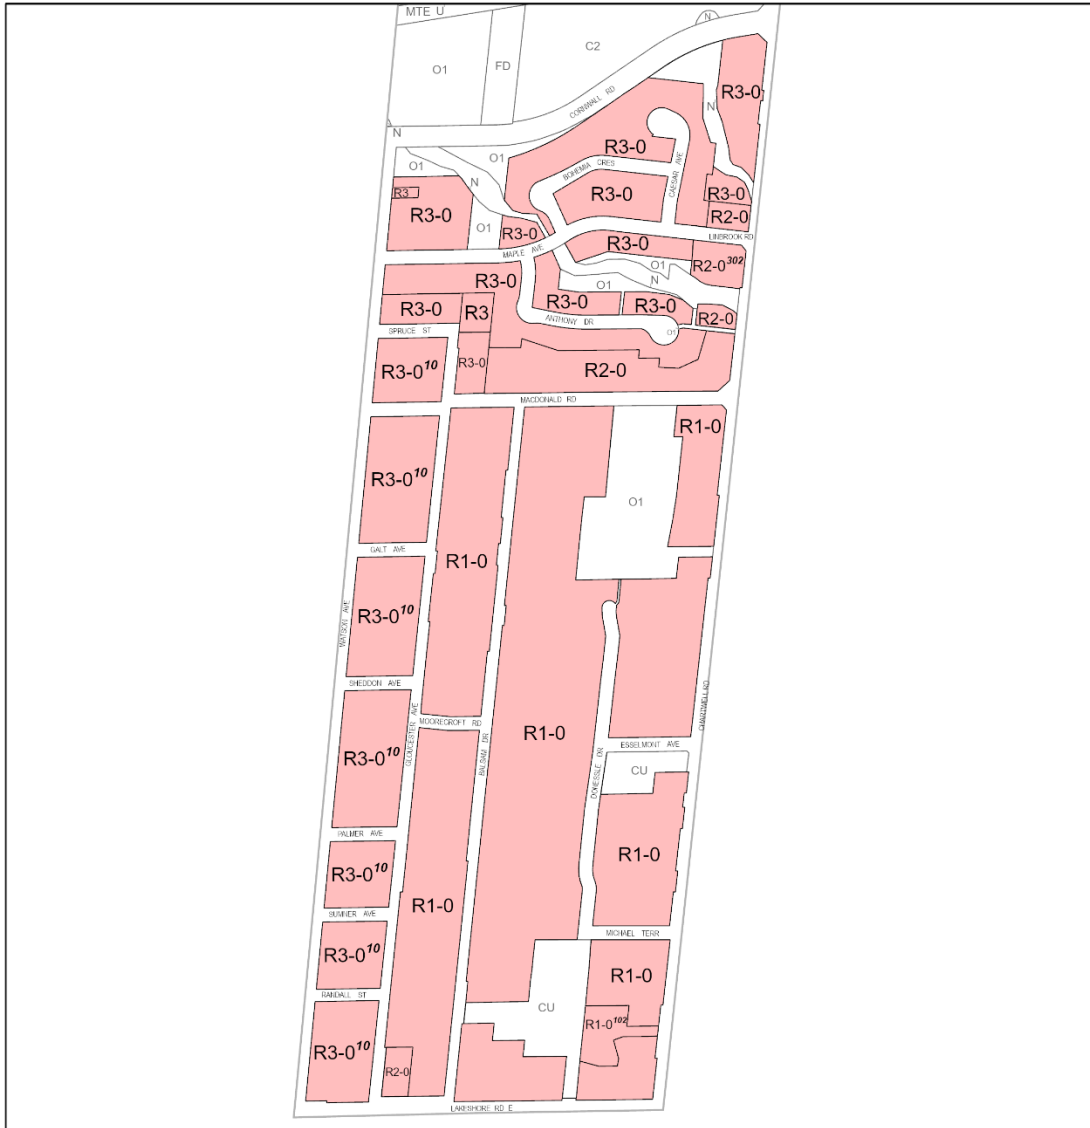 MTE U
N
C2
O1
FD
R3-0
CORNWALL RD
N
N
R3-0
O1
O1
BOHEMIA CRES
CAESAR AVE
N
R3
R3-0
R3-0
R3-0
R2-0
O1
R3-0
LINBROOK RD
R3-0
MAPLE AVE
O1
R2-0³⁰²
R3-0
N
O1
R3-0
R3-0
R3-0
R3
ANTHONY DR
R2-0
SPRUCE ST
O1
R3-0
R3-0¹⁰
R2-0
MACDONALD RD
R1-0
R3-0¹⁰
O1
GALT AVE
R1-0
WATSON AVE
R3-0¹⁰
SHEDDON AVE
CHARTWELL RD
GLOUCESTER AVE
MOORECROFT RD
R1-0
BALSAM DR
ESSELMONT AVE
R3-0¹⁰
DONESSLE DR
CU
PALMER AVE
R1-0
R3-0¹⁰
R1-0
SUMNER AVE
MICHAEL TERR
R3-0¹⁰
R1-0
RANDALL ST
CU
R1-0¹⁰²
R3-0¹⁰
R2-0
LAKESHORE RD E